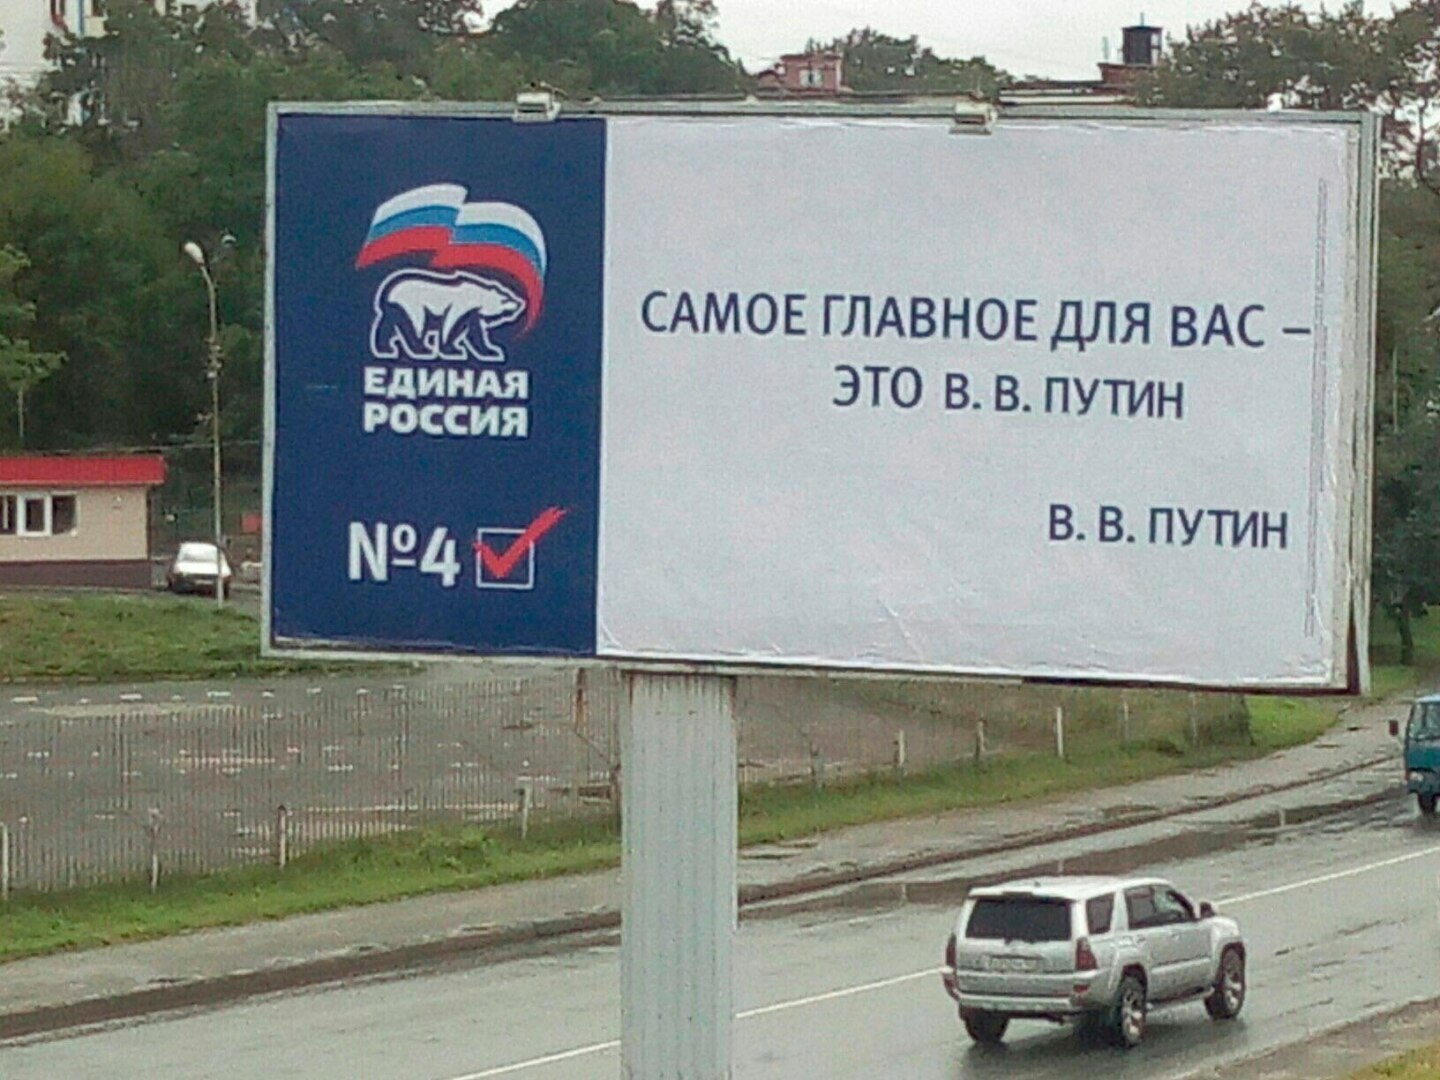 ЕДИНАЯ
РОССИЯ
№4
САМОЕ ГЛАВНОЕ ДЛЯ ВАС –
ЭТО В. В. ПУТИН
В. В. ПУТИН